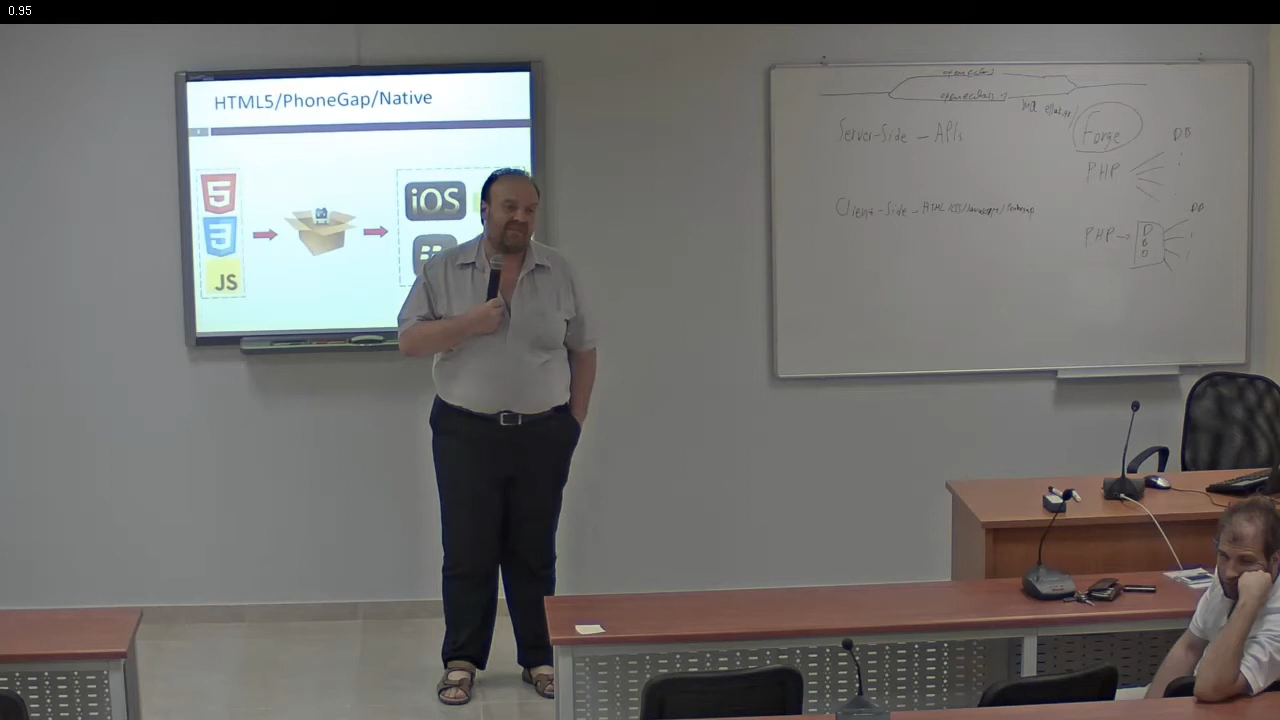 0.95
HTML5/PhoneGap/Native
5
iOS
3
JS
Server-Side - APIs
Forge
DB
PHP
Client-Side - HTML/CSS/Javascript/
DB
PHP → D
B
O